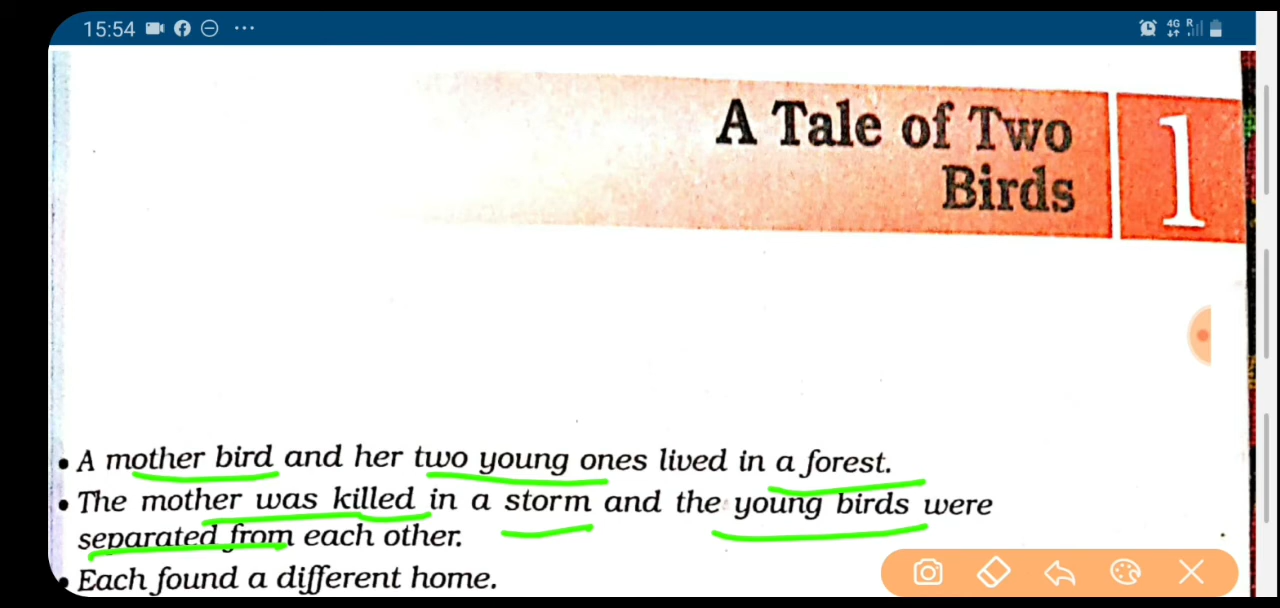 15:54
4G R
A Tale of Two
Birds
1
• A mother bird and her two young ones lived in a forest.
• The mother was killed in a storm and the young birds were
separated from each other.
• Each found a different home.